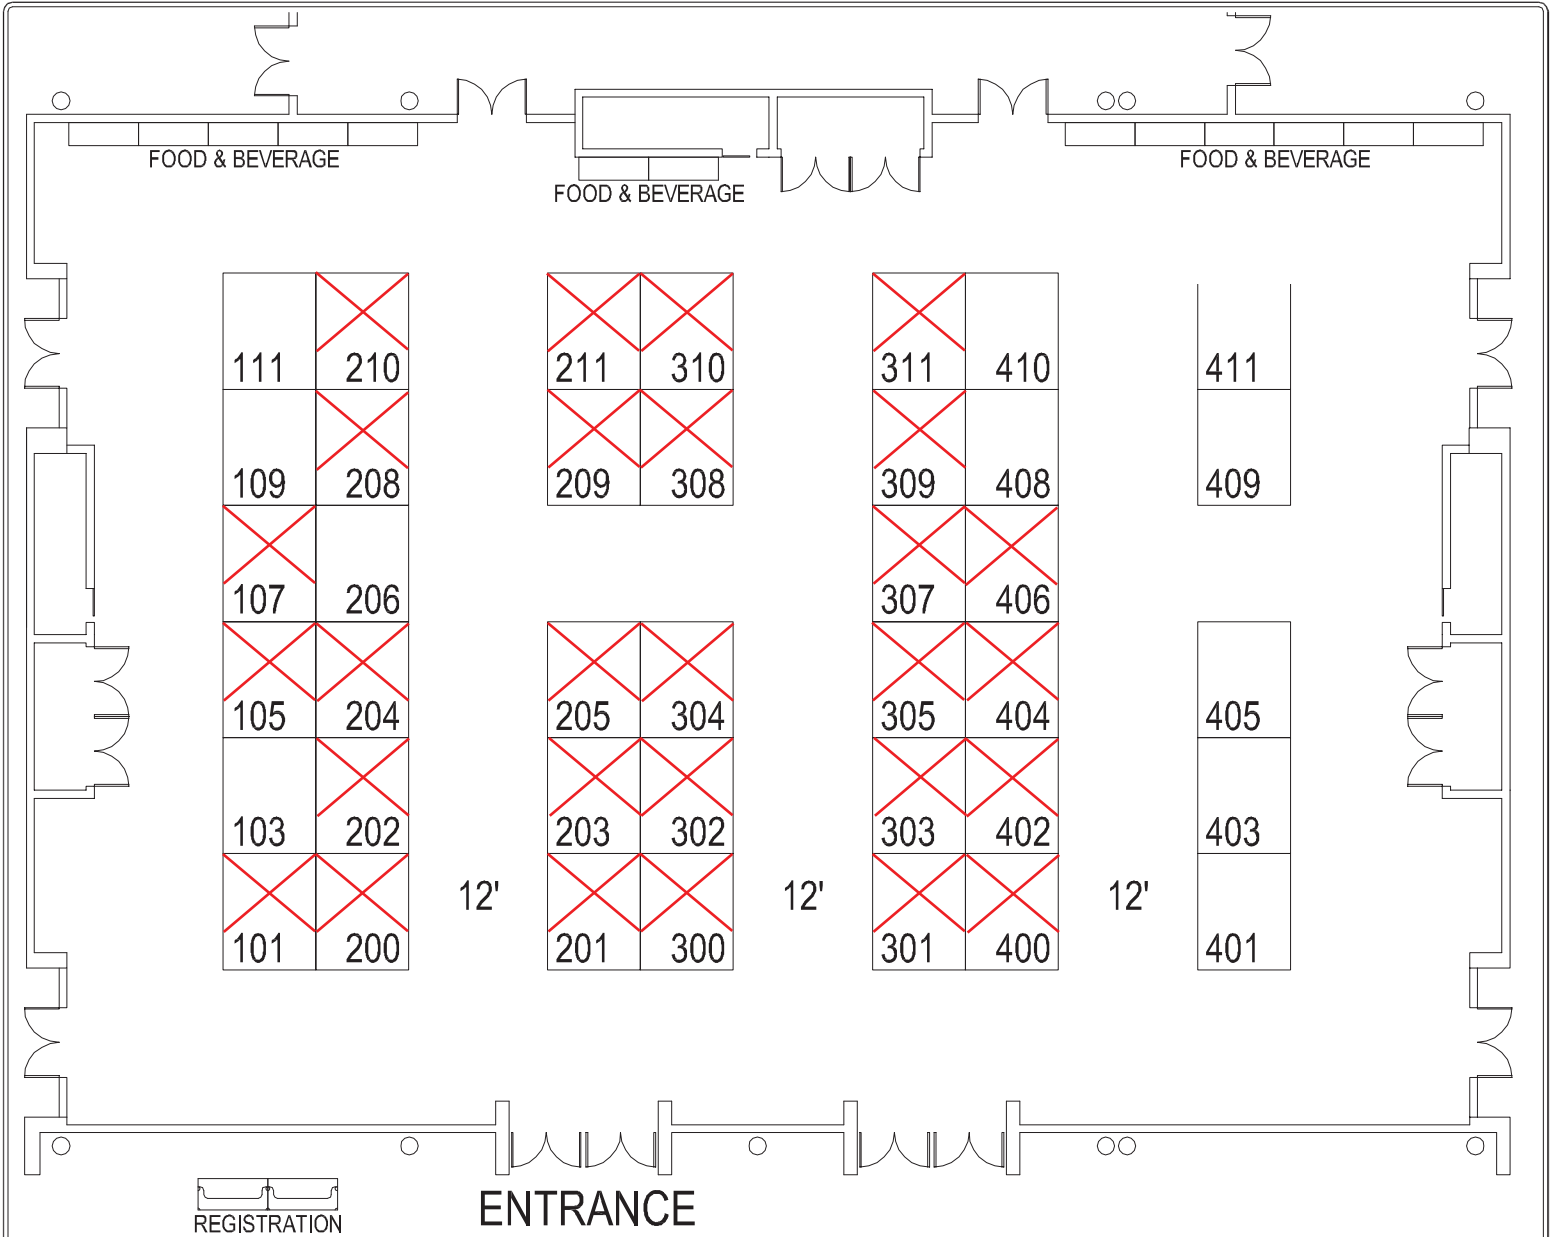 FOOD & BEVERAGE
FOOD & BEVERAGE
FOOD & BEVERAGE
111 210 211 310 311 410 411
109 208 209 308 309 408 409
107 206 307 406
105 204 205 304 305 404 405
103 202 203 302 303 402 403
12' 12' 12'
101 200 201 300 301 400 401
REGISTRATION
ENTRANCE